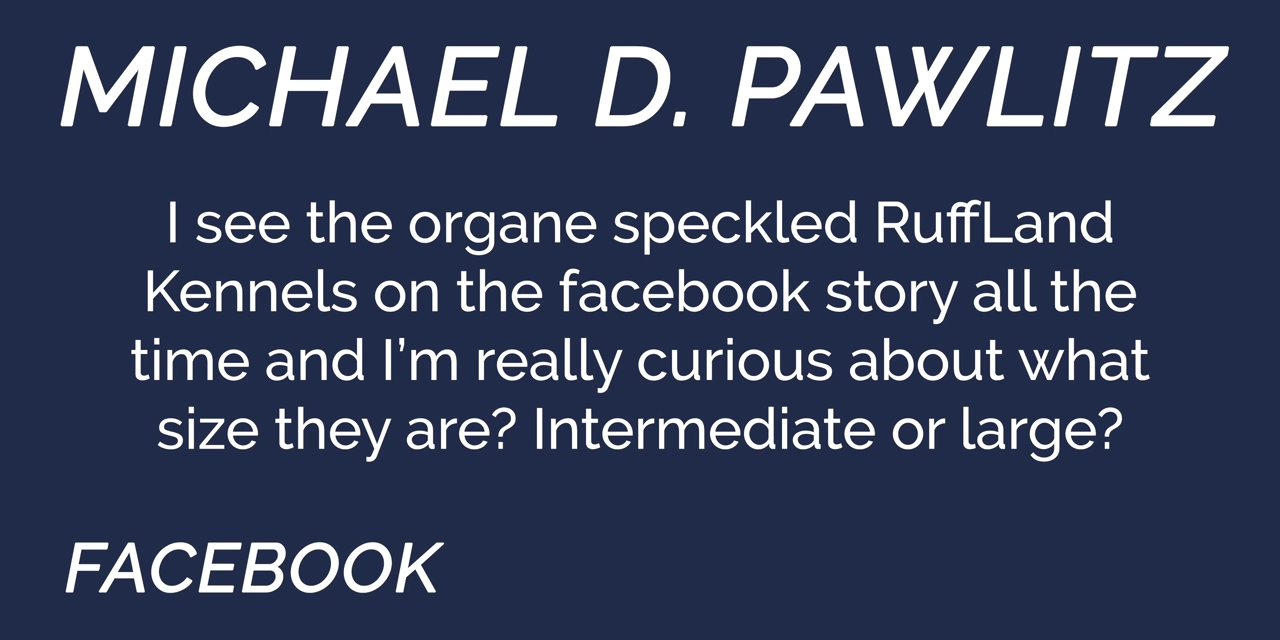 MICHAEL D. PAWLITZ
I see the organe speckled RuffLand
Kennels on the facebook story all the
time and I’m really curious about what
size they are? Intermediate or large?
FACEBOOK